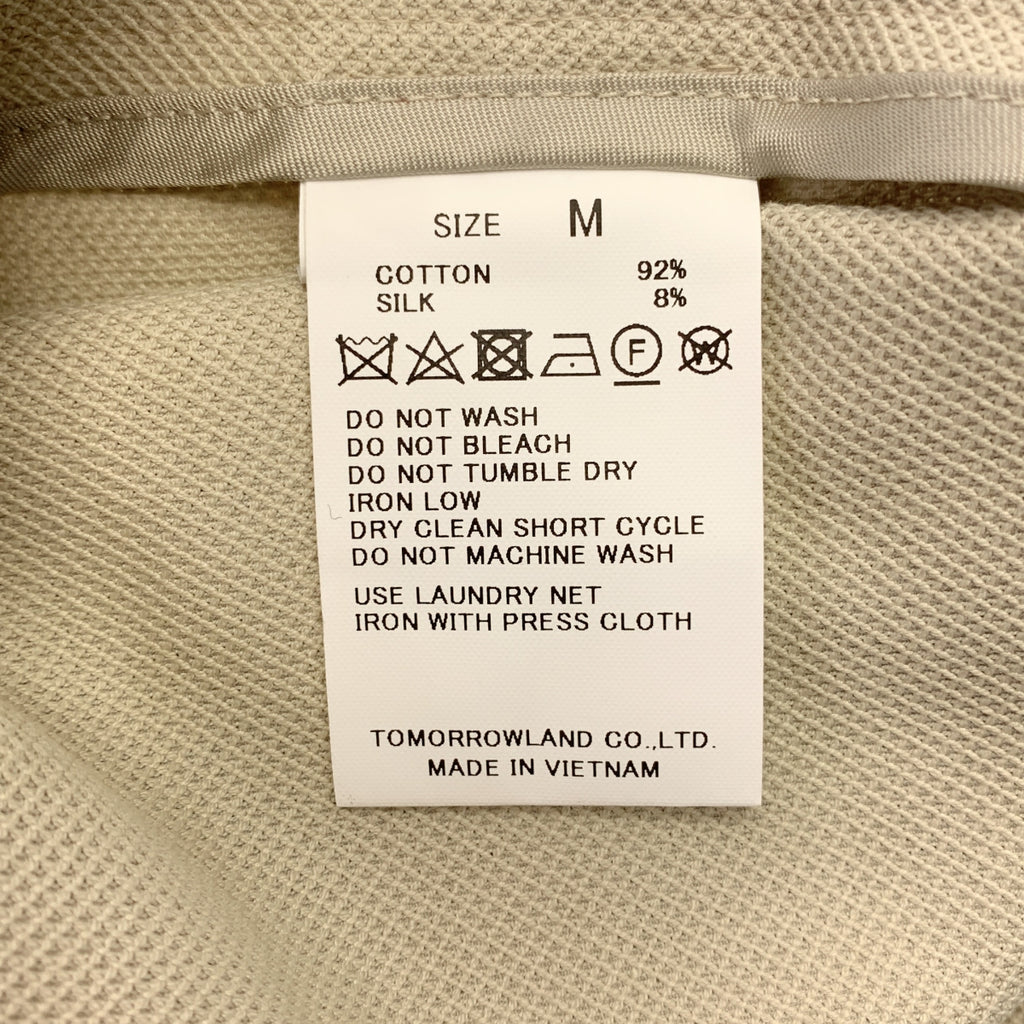 SIZE M
COTTON 92%
SILK 8%
F W
DO NOT WASH
DO NOT BLEACH
DO NOT TUMBLE DRY
IRON LOW
DRY CLEAN SHORT CYCLE
DO NOT MACHINE WASH
USE LAUNDRY NET
IRON WITH PRESS CLOTH
TOMORROWLAND CO.,LTD.
MADE IN VIETNAM